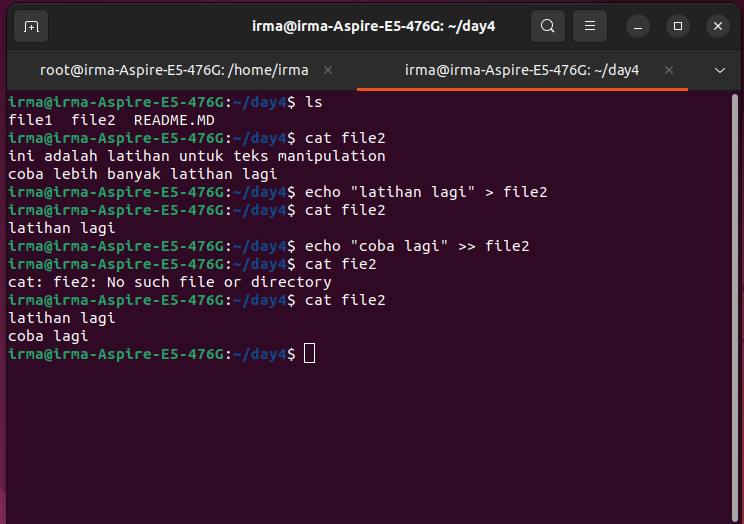 irma@irma-Aspire-E5-476G: ~/day4
root@irma-Aspire-E5-476G: /home/irma
irma@irma-Aspire-E5-476G: ~/day4
irma@irma-Aspire-E5-476G:~/day4$ ls
file1  file2  README.MD
irma@irma-Aspire-E5-476G:~/day4$ cat file2
ini adalah latihan untuk teks manipulation
coba lebih banyak latihan lagi
irma@irma-Aspire-E5-476G:~/day4$ echo "latihan lagi" > file2
irma@irma-Aspire-E5-476G:~/day4$ cat file2
latihan lagi
irma@irma-Aspire-E5-476G:~/day4$ echo "coba lagi" >> file2
irma@irma-Aspire-E5-476G:~/day4$ cat fie2
cat: fie2: No such file or directory
irma@irma-Aspire-E5-476G:~/day4$ cat file2
latihan lagi
coba lagi
irma@irma-Aspire-E5-476G:~/day4$